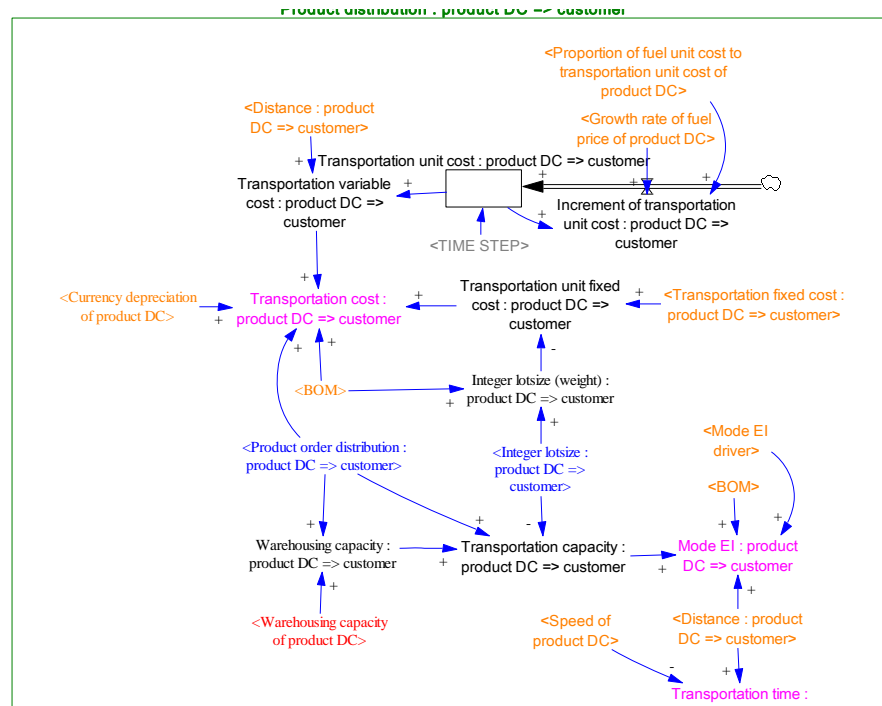 Product distribution : product DC => customer
<Proportion of fuel unit cost to
transportation unit cost of
product DC>
<Distance : product
DC => customer>
<Growth rate of fuel
price of product DC>
Transportation unit cost : product DC => customer
+
+
+
+
+
Transportation variable
cost : product DC =>
customer
Increment of transportation
unit cost : product DC =>
customer
+
<TIME STEP>
Transportation unit fixed
cost : product DC =>
customer
+
<Currency depreciation
of product DC>
+
Transportation cost :
product DC => customer
+
+
<Transportation fixed cost :
product DC => customer>
+
+
-
<BOM>
+
Integer lotsize (weight) :
product DC => customer
+
<Product order distribution :
product DC => customer>
<Integer lotsize :
product DC =>
customer>
<Mode EI
driver>
<BOM>
+
+
-
+
+
Warehousing capacity :
product DC => customer
+
Transportation capacity :
product DC => customer
+
Mode EI : product
DC => customer
+
+
<Warehousing capacity
of product DC>
<Speed of
product DC>
<Distance : product
DC => customer>
-
+
Transportation time :